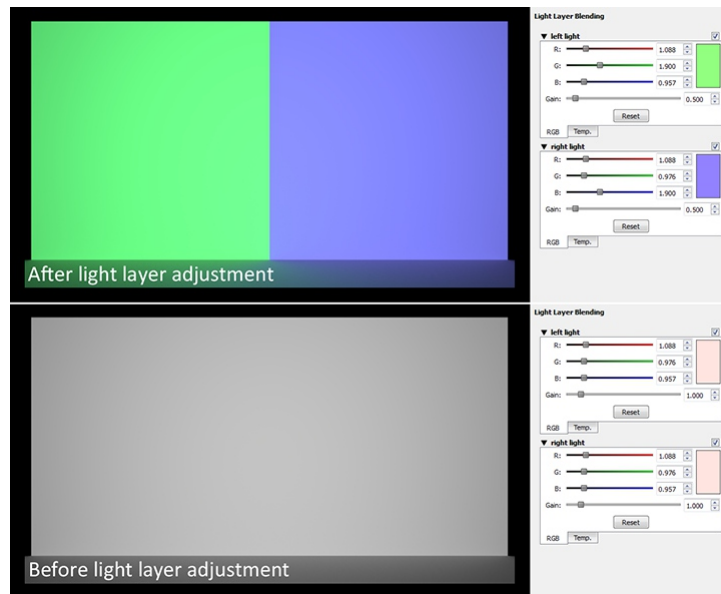 Light Layer Blending
left light
R: 1.088
G: 1.900
B: 0.957
Gain: 0.500
Reset
RGB Temp.
right light
R: 1.088
G: 0.976
B: 1.900
Gain: 0.500
Reset
RGB Temp.
After light layer adjustment
Light Layer Blending
left light
R: 1.088
G: 0.976
B: 0.957
Gain: 1.000
Reset
RGB Temp.
right light
R: 1.088
G: 0.976
B: 0.957
Gain: 1.000
Reset
RGB Temp.
Before light layer adjustment